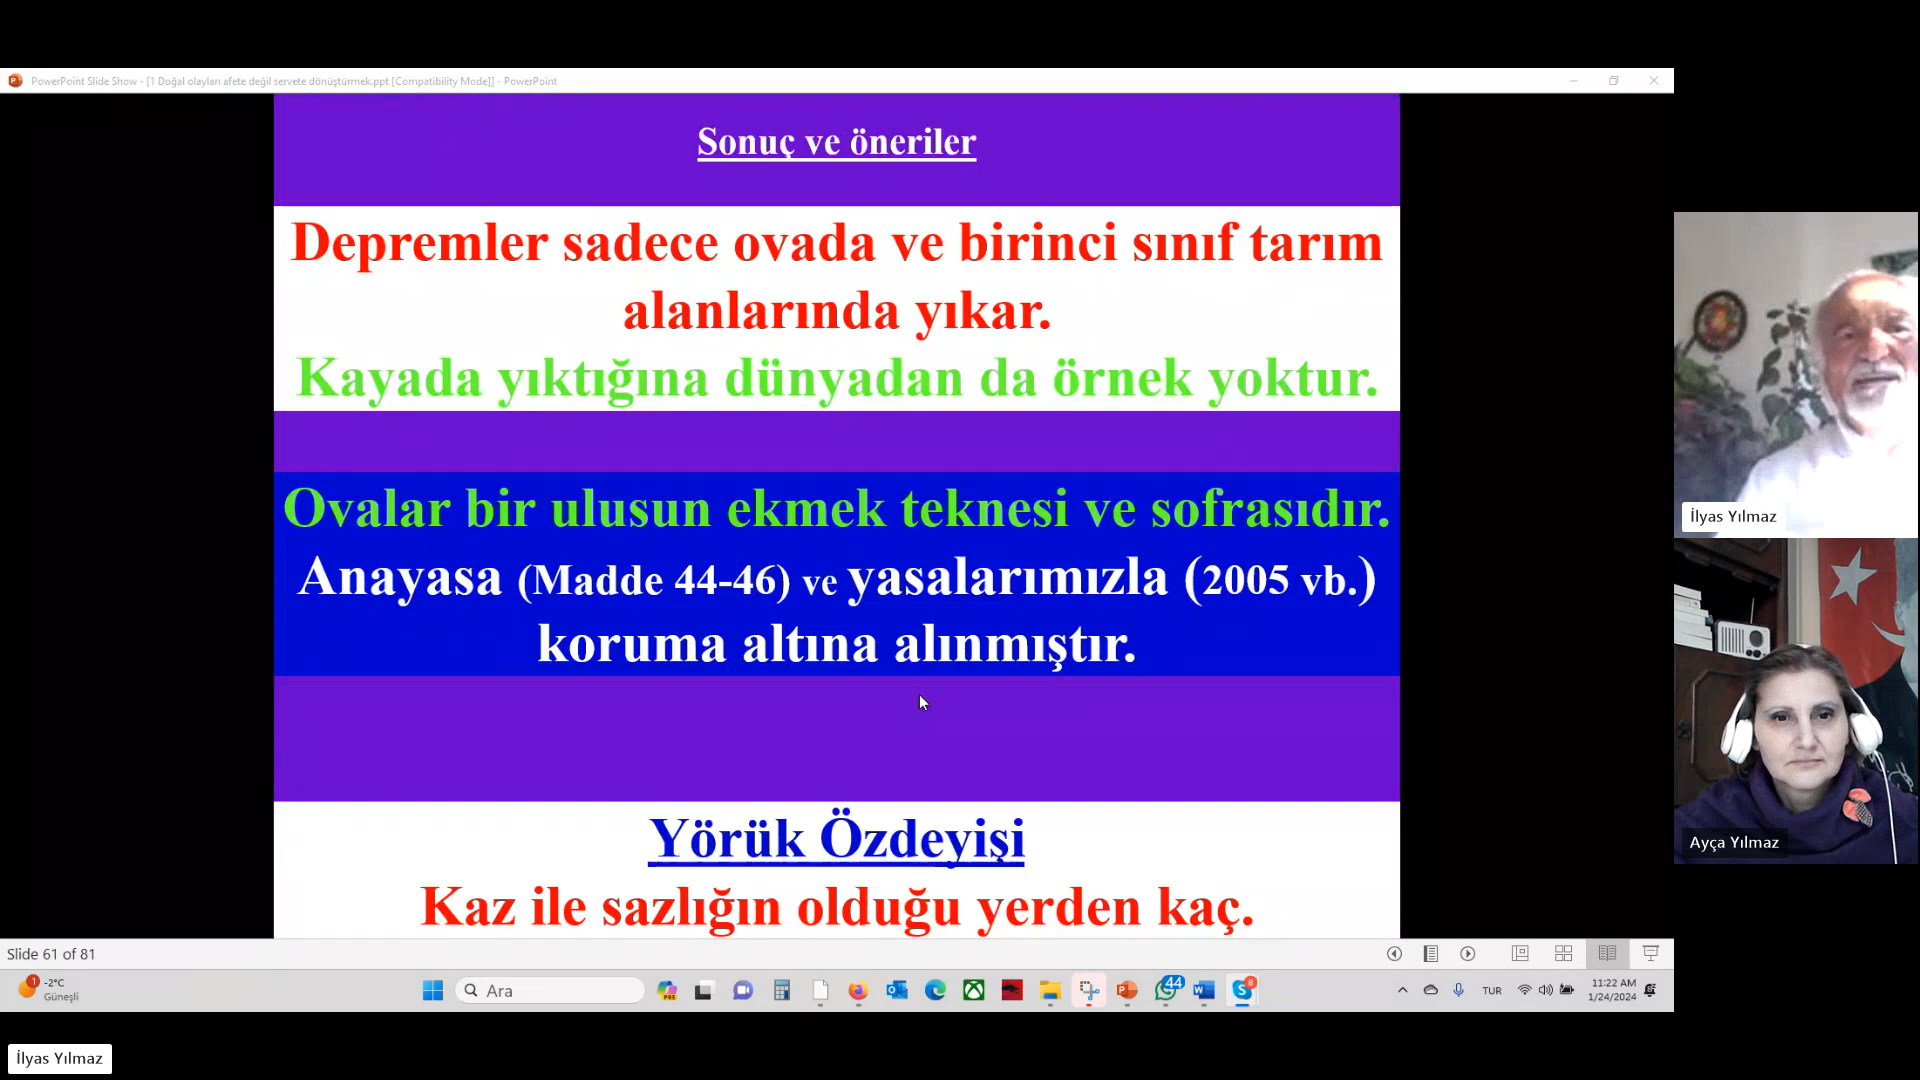 PowerPoint Slide Show - [1 Doğal olayları afete değil servete dönüştürmek.ppt [Compatibility Mode]] - PowerPoint
Sonuç ve öneriler
Depremler sadece ovada ve birinci sınıf tarım
alanlarında yıkar.
Kayada yıktığına dünyadan da örnek yoktur.
Ovalar bir ulusun ekmek teknesi ve sofrasıdır.
Anayasa (Madde 44-46) ve yasalarımızla (2005 vb.)
koruma altına alınmıştır.
Yörük Özdeyişi
Kaz ile sazlığın olduğu yerden kaç.
İlyas Yılmaz
Ayça Yılmaz
Slide 61 of 81
1
-2°C
Güneşli
Ara
PRE
44
8
TUR
11:22 AM
1/24/2024
İlyas Yılmaz